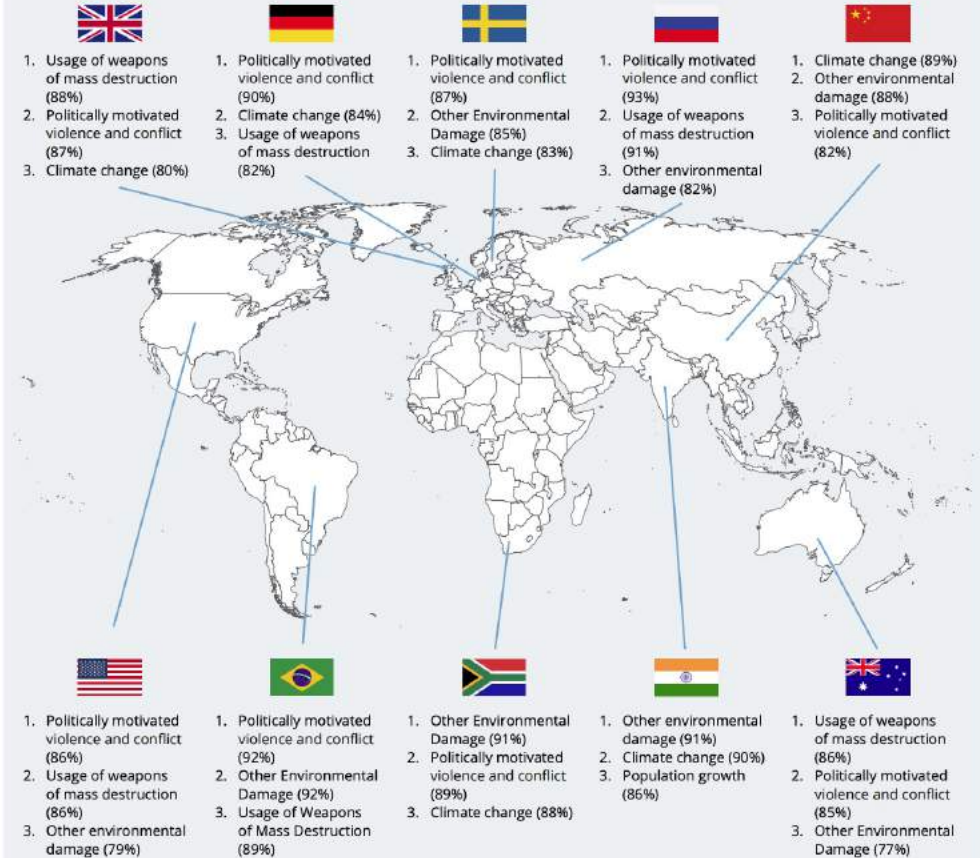 1. Usage of weapons
of mass destruction
(88%)
2. Politically motivated
violence and conflict
(87%)
3. Climate change (80%)
1. Politically motivated
violence and conflict
(90%)
2. Climate change (84%)
3. Usage of weapons
of mass destruction
(82%)
1. Politically motivated
violence and conflict
(87%)
2. Other Environmental
Damage (85%)
3. Climate change (83%)
1. Politically motivated
violence and conflict
(93%)
2. Usage of weapons
of mass destruction
(91%)
3. Other environmental
damage (82%)
1. Climate change (89%)
2. Other environmental
damage (88%)
3. Politically motivated
violence and conflict
(82%)
1. Politically motivated
violence and conflict
(86%)
2. Usage of weapons
of mass destruction
(86%)
3. Other environmental
damage (79%)
1. Politically motivated
violence and conflict
(92%)
2. Other Environmental
Damage (92%)
3. Usage of Weapons
of Mass Destruction
(89%)
1. Other Environmental
Damage (91%)
2. Politically motivated
violence and conflict
(89%)
3. Climate change (88%)
1. Other environmental
damage (91%)
2. Climate change (90%)
3. Population growth
(86%)
1. Usage of weapons
of mass destruction
(86%)
2. Politically motivated
violence and conflict
(85%)
3. Other Environmental
Damage (77%)